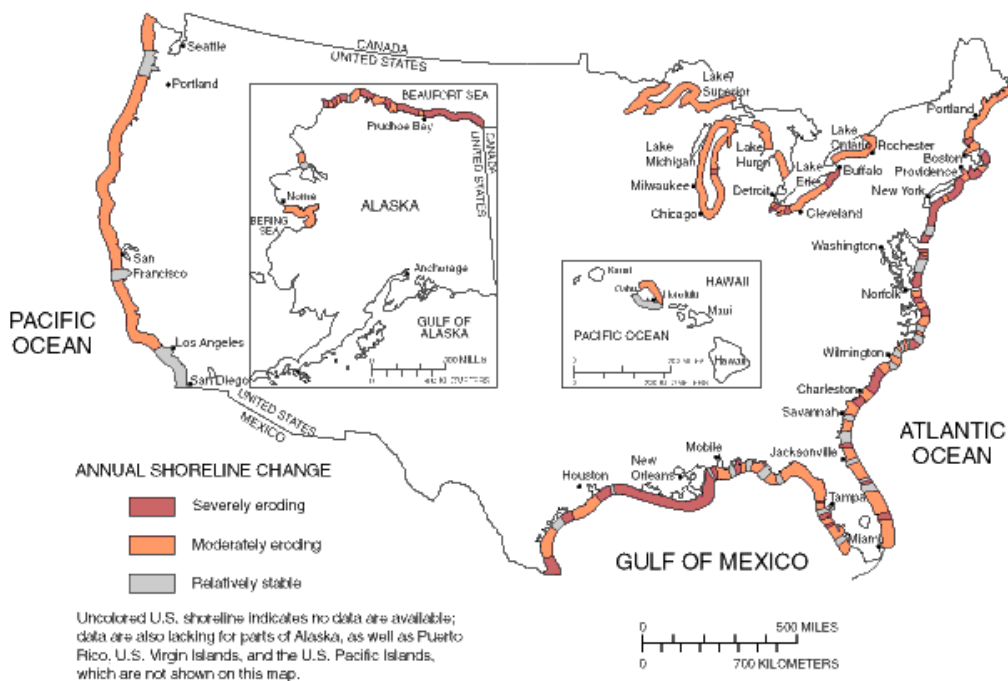 CANADA
UNITED STATES
Seattle
Portland
BEAUFORT SEA
Prudhoe Bay
CANADA
UNITED STATES
Nome
ALASKA
BERING
SEA
Anchorage
GULF OF
ALASKA
Lake
Superior
Lake
Michigan
Lake
Huron
Lake
Ontario
Rochester
Lake
Erie
Buffalo
Portland
Boston
Providence
New York
Milwaukee
Detroit
Chicago
Cleveland
Washington
Norfolk
Kauai
Oahu
Honolulu
HAWAII
Maui
PACIFIC OCEAN
Hawaii
San
Francisco
PACIFIC
OCEAN
Los Angeles
San Diego
UNITED STATES
MEXICO
Wilmington
Charleston
Savannah
ATLANTIC
OCEAN
Jacksonville
Mobile
New
Orleans
Houston
Tampa
Miami
GULF OF MEXICO
ANNUAL SHORELINE CHANGE
Severely eroding
Moderately eroding
Relatively stable
Uncolored U.S. shoreline indicates no data are available;
data are also lacking for parts of Alaska, as well as Puerto
Rico, U.S. Virgin Islands, and the U.S. Pacific Islands,
which are not shown on this map.
0 500 MILES
0 700 KILOMETERS